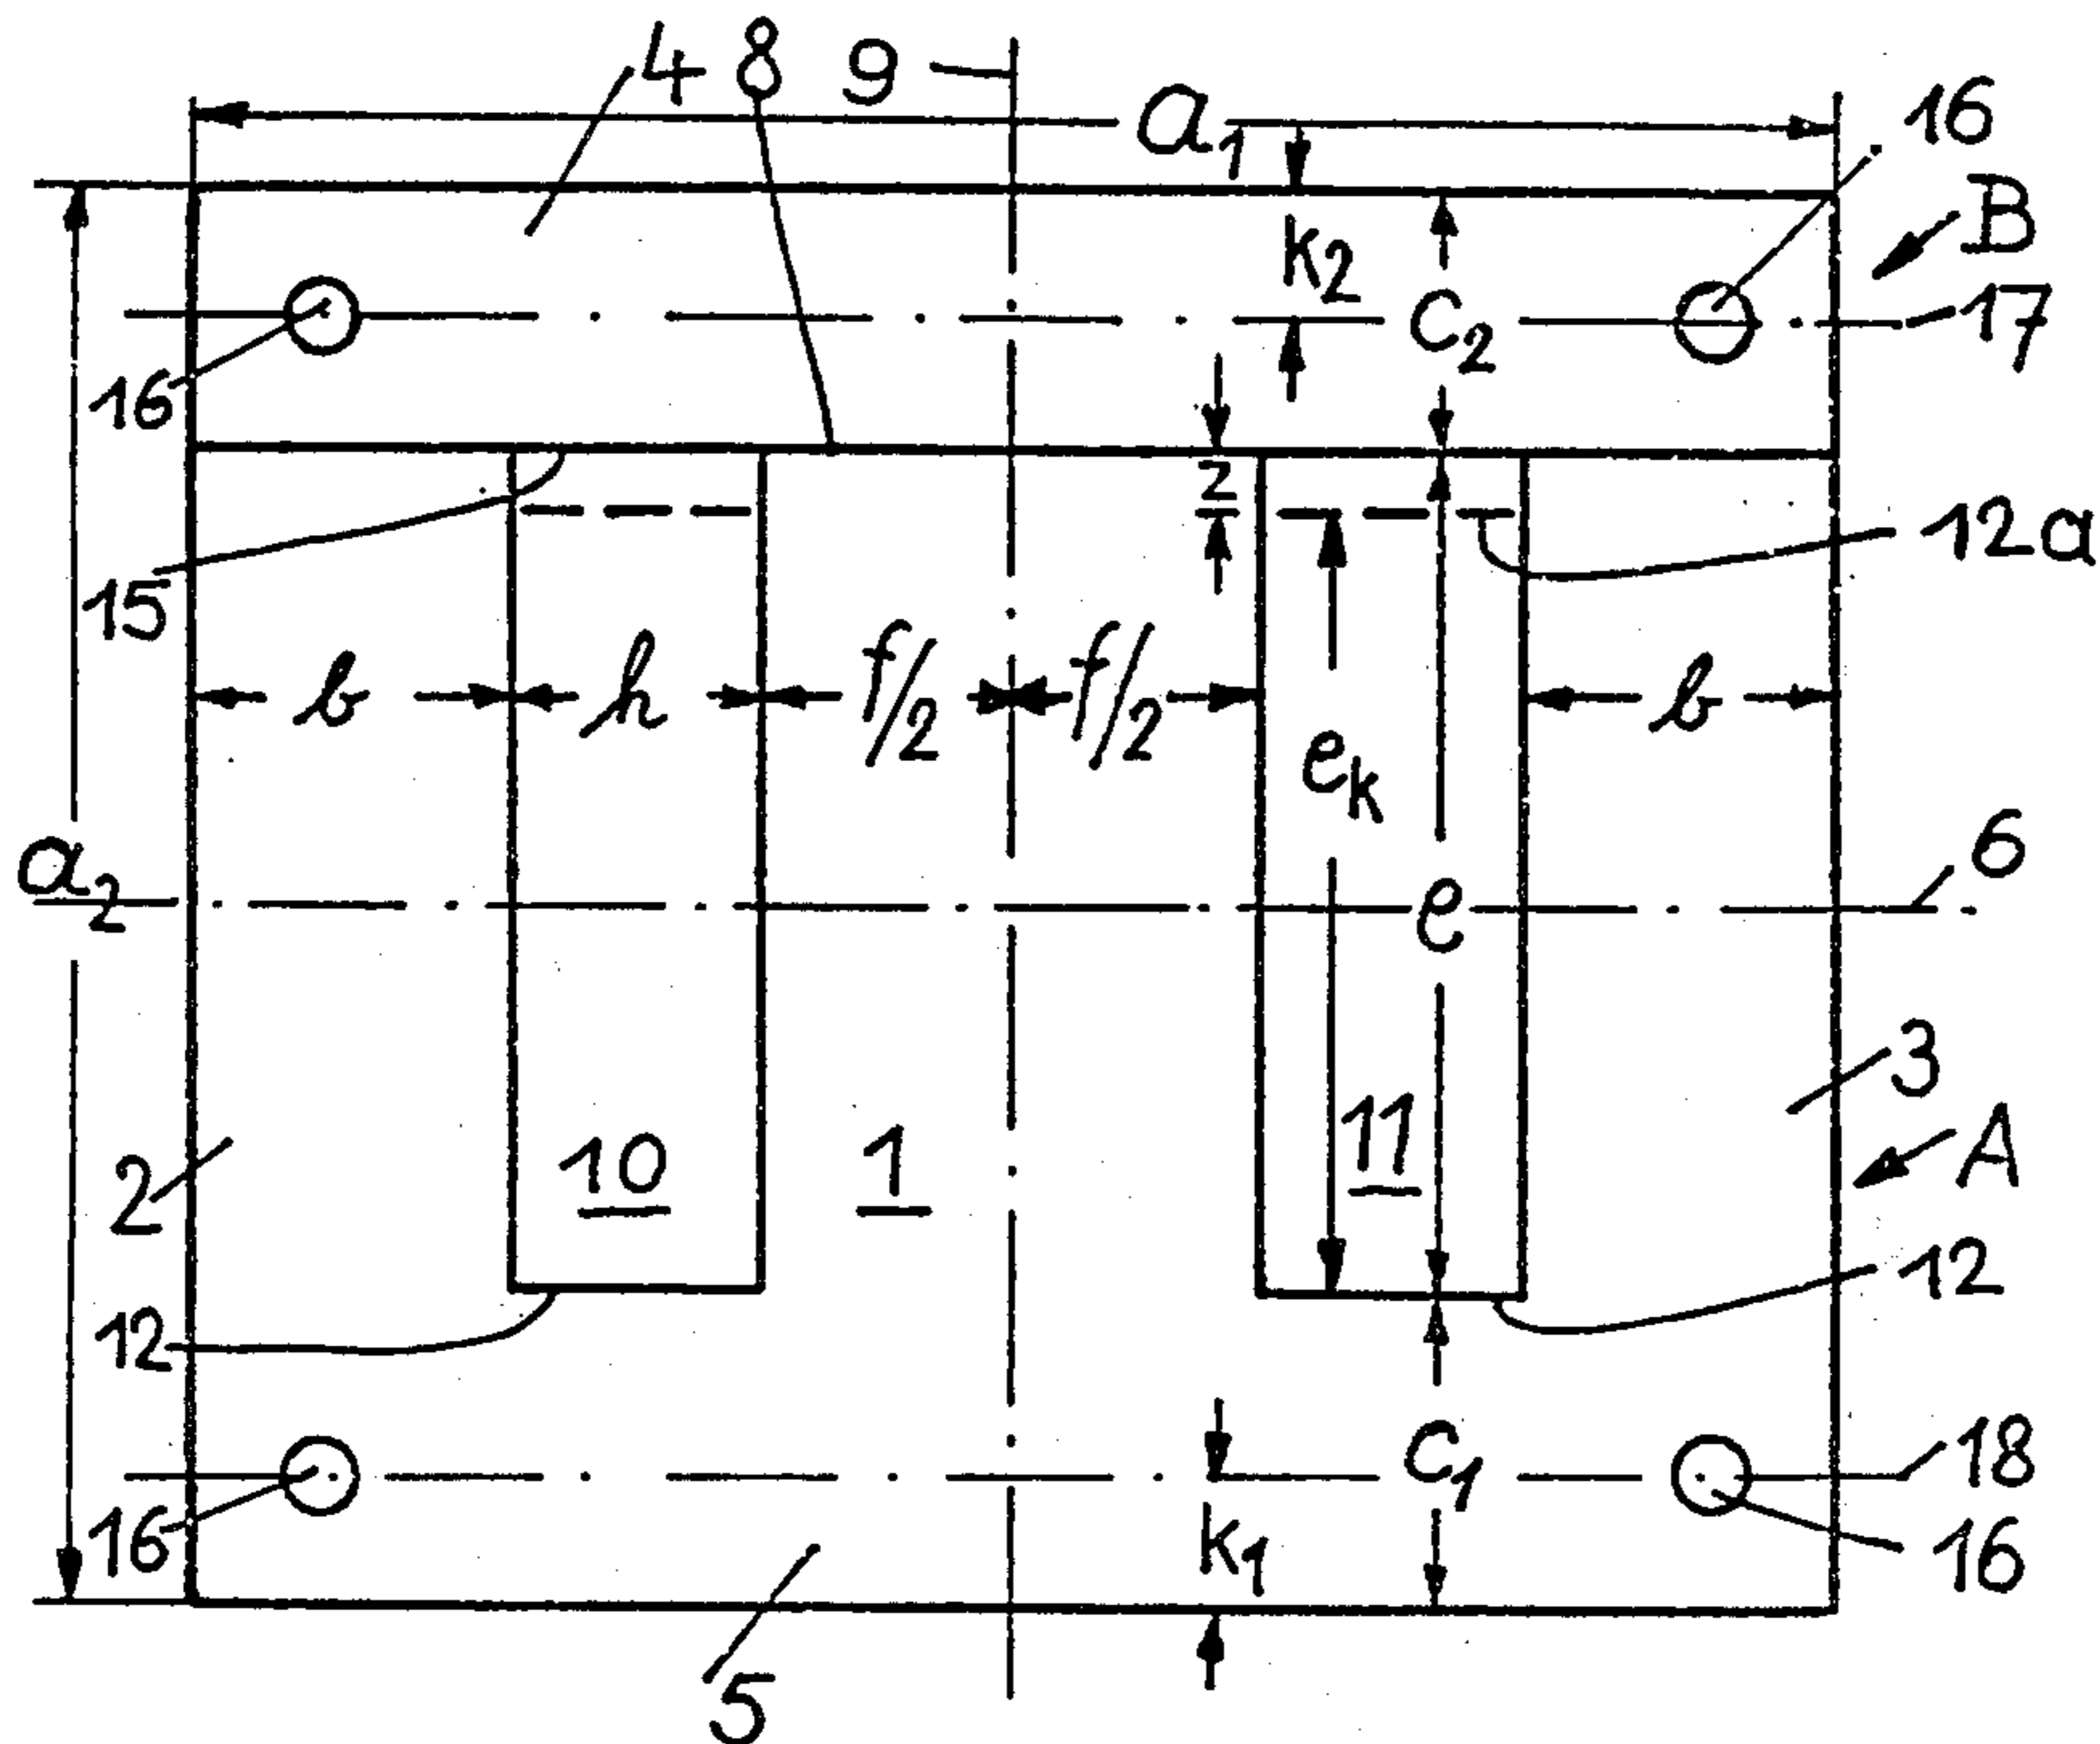 4 8 9 a₁ 16
B
k₂ c₂ 17
16
z 12a
15
b h f/2 f/2 b
eₖ
a₂ e 6
3
2 10 1 11 A
12 12
c₁ 18
16 k₁ 16
5